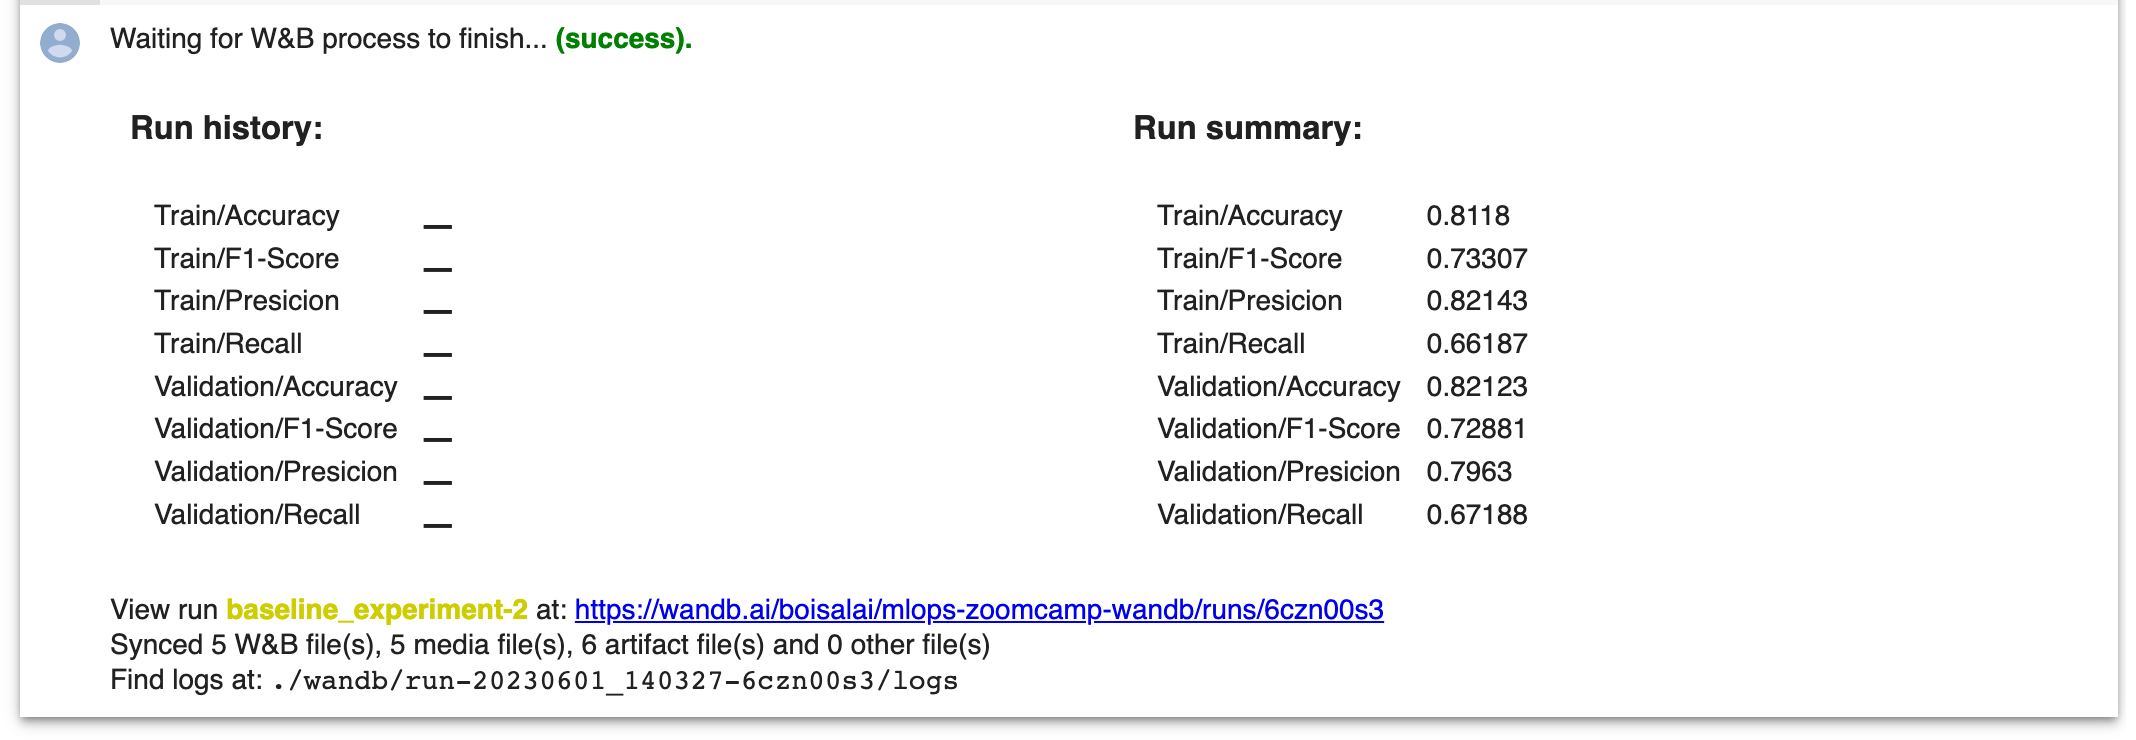 Waiting for W&B process to finish... (success).
Run history:
Train/Accuracy
Train/F1-Score
Train/Presicion
Train/Recall
Validation/Accuracy
Validation/F1-Score
Validation/Presicion
Validation/Recall
Run summary:
Train/Accuracy 0.8118
Train/F1-Score 0.73307
Train/Presicion 0.82143
Train/Recall 0.66187
Validation/Accuracy 0.82123
Validation/F1-Score 0.72881
Validation/Presicion 0.7963
Validation/Recall 0.67188
View run baseline_experiment-2 at: https://wandb.ai/boisalai/mlops-zoomcamp-wandb/runs/6czn00s3
Synced 5 W&B file(s), 5 media file(s), 6 artifact file(s) and 0 other file(s)
Find logs at: ./wandb/run-20230601_140327-6czn00s3/logs